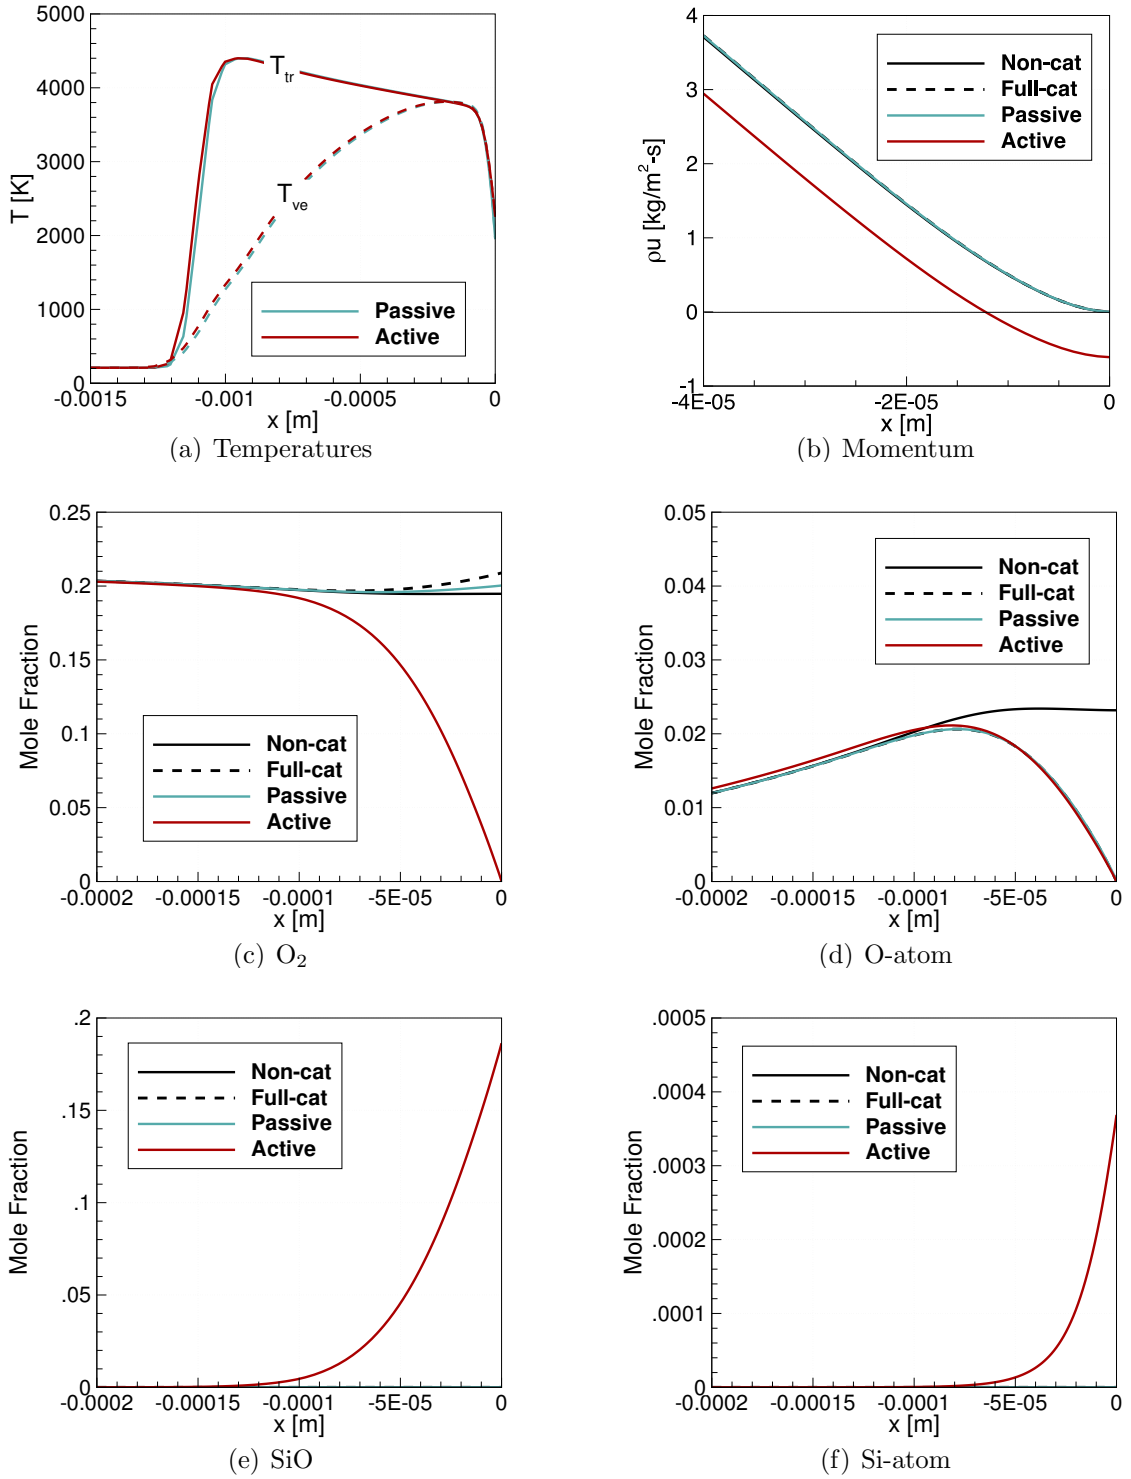 5000
4000
3000
2000
1000
0
T [K]
T_tr
T_ve
Passive
Active
-0.0015
-0.001
-0.0005
0
x [m]
(a) Temperatures
4
3
2
1
0
-1
ρu [kg/m²-s]
Non-cat
Full-cat
Passive
Active
-4E-05
-2E-05
0
x [m]
(b) Momentum
0.25
0.2
0.15
0.1
0.05
0
Mole Fraction
Non-cat
Full-cat
Passive
Active
-0.0002
-0.00015
-0.0001
-5E-05
0
x [m]
(c) O₂
0.05
0.04
0.03
0.02
0.01
0
Mole Fraction
Non-cat
Full-cat
Passive
Active
-0.0002
-0.00015
-0.0001
-5E-05
0
x [m]
(d) O-atom
.2
.15
.1
.05
0
Mole Fraction
Non-cat
Full-cat
Passive
Active
-0.0002
-0.00015
-0.0001
-5E-05
0
x [m]
(e) SiO
.0005
.0004
.0003
.0002
.0001
0
Mole Fraction
Non-cat
Full-cat
Passive
Active
-0.0002
-0.00015
-0.0001
-5E-05
0
x [m]
(f) Si-atom